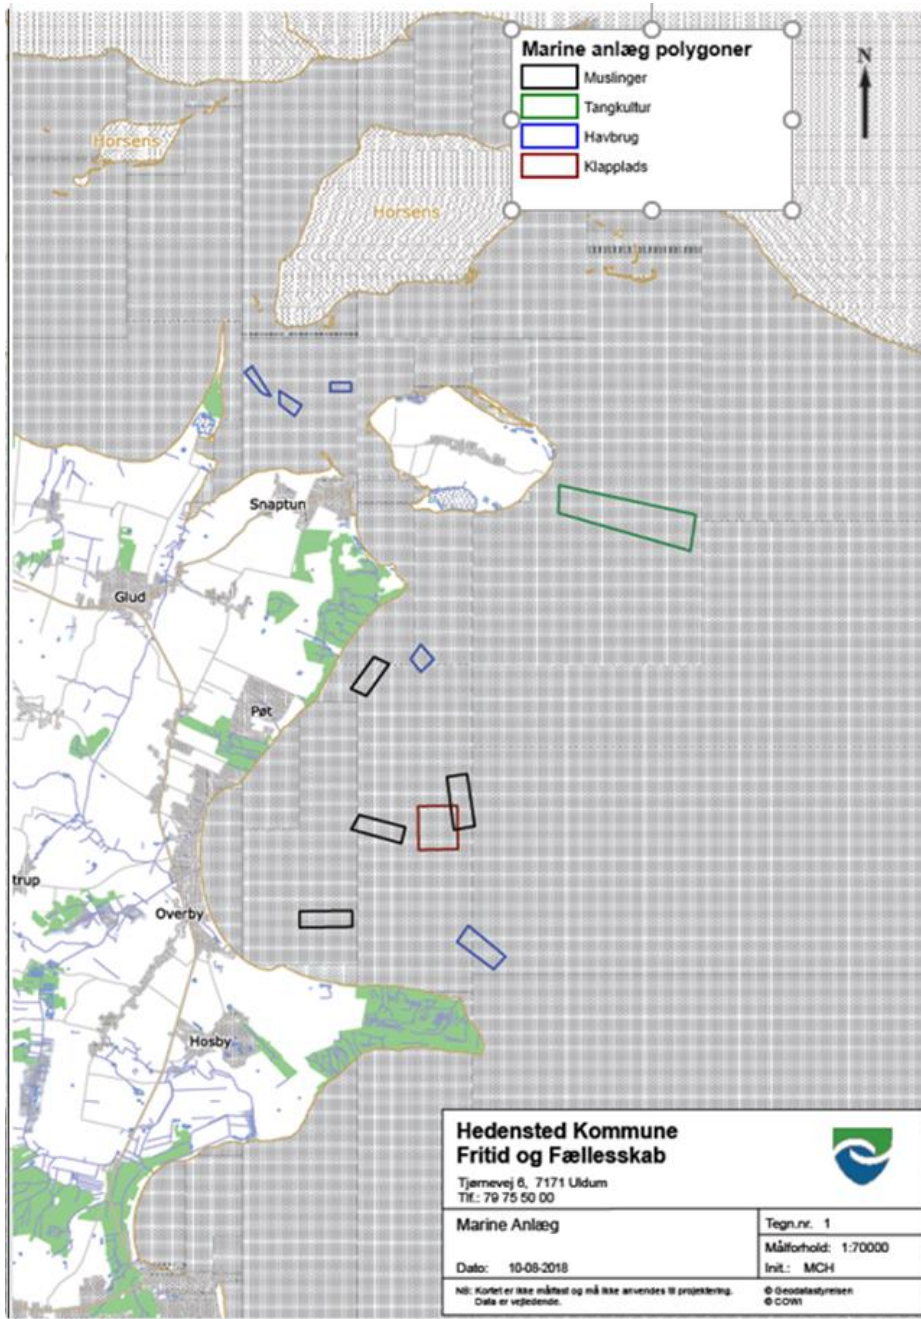 Marine anlæg polygoner
Muslinger
Tangkultur
Havbrug
Klapplads
N
Horsens
Horsens
Snaptun
Glud
Pøt
trup
Overby
Hosby
Hedensted Kommune
Fritid og Fællesskab
Tjørnevej 6, 7171 Uldum
Tlf.: 79 75 50 00
Marine Anlæg
Dato: 10-08-2018
Tegn.nr. 1
Målforhold: 1:70000
Init.: MCH
NB: Kortet er ikke målfast og må ikke anvendes til projektering.
Data er vejledende.
© Geodatastyrelsen
© COWI